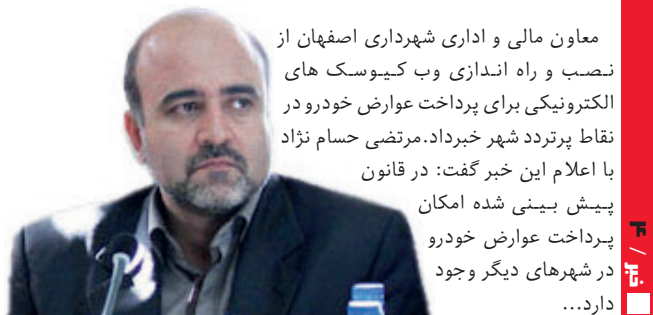 معاون مالی و اداری شهرداری اصفهان از
نصب و راه اندازی وب کیوسک های
الکترونیکی برای پرداخت عوارض خودرو در
نقاط پرتردد شهر خبرداد.مرتضی حسام نژاد
با اعلام این خبر گفت: در قانون
پیش بینی شده امکان
پرداخت عوارض خودرو
در شهرهای دیگر وجود
دارد...
خبر / ۴